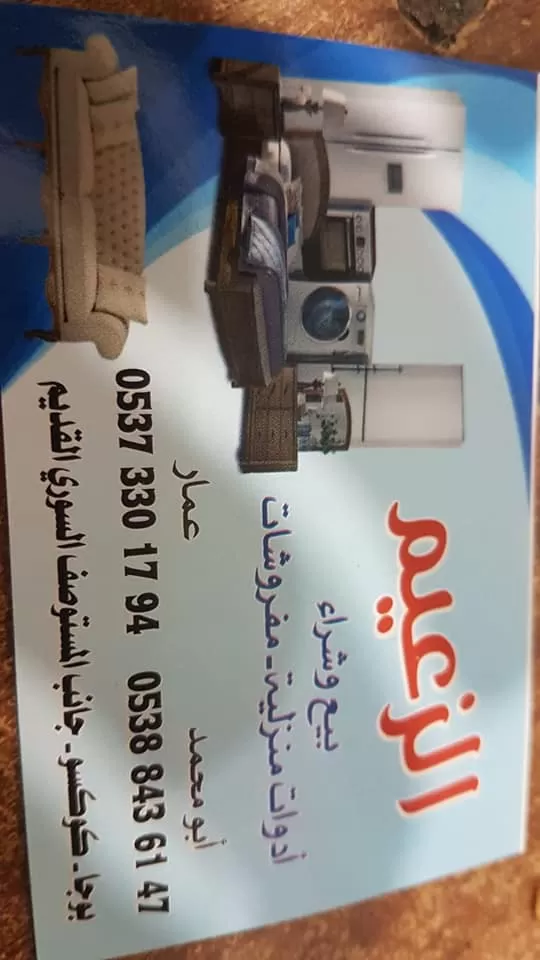 الزعيم
بيع وشراء
أدوات منزلية - مفروشات
أبو محمد
عمار
0538 843 61 47
0537 330 17 94
بوجا - كوكسو - جانب المستوصف السوري القديم